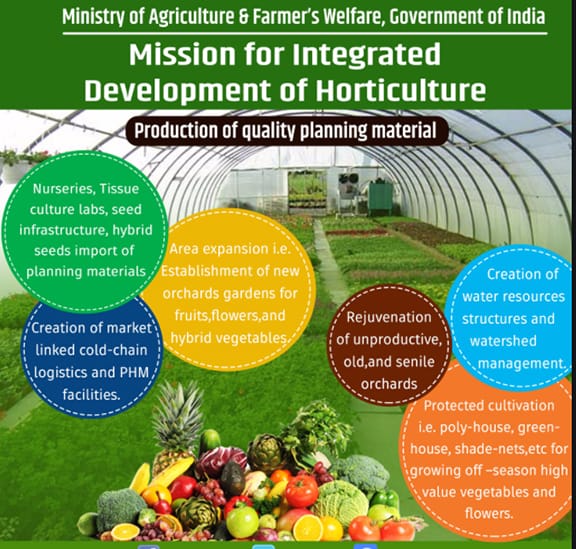 Ministry of Agriculture & Farmer's Welfare, Government of India
Mission for Integrated
Development of Horticulture
Production of quality planning material
Nurseries, Tissue
culture labs, seed
infrastructure, hybrid
seeds import of
planning materials
Area expansion i.e.
Establishment of new
orchards gardens for
fruits,flowers,and
hybrid vegetables.
Creation of market
linked cold-chain
logistics and PHM
facilities.
Rejuvenation
of unproductive,
old,and senile
orchards
Creation of
water resources
structures and
watershed
management.
Protected cultivation
i.e. poly-house, green-
house, shade-nets,etc for
growing off –season high
value vegetables and
flowers.